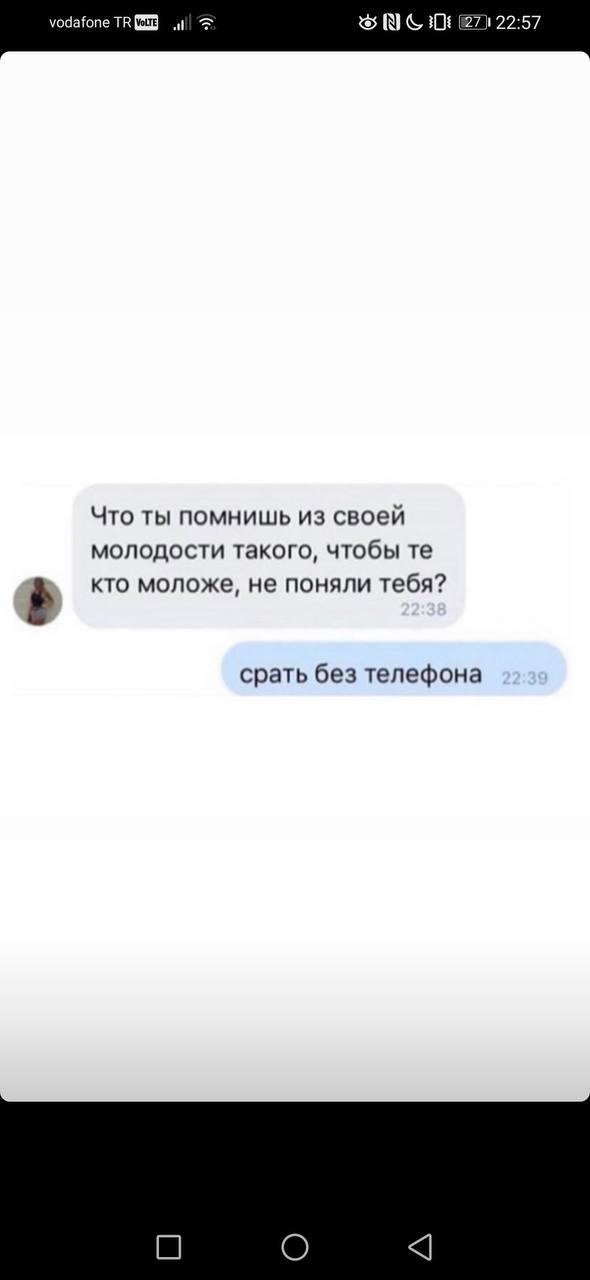 vodafone TR VoLTE 27 22:57
Что ты помнишь из своей
молодости такого, чтобы те
кто моложе, не поняли тебя?
22:38
срать без телефона 22:39